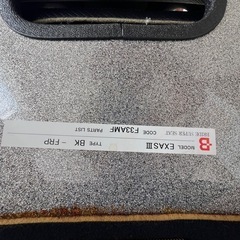 BRIDE SUPER SEAT
MODEL EXASⅢ
CODE F33AMF PARTS LIST
TYPE BK - FRP